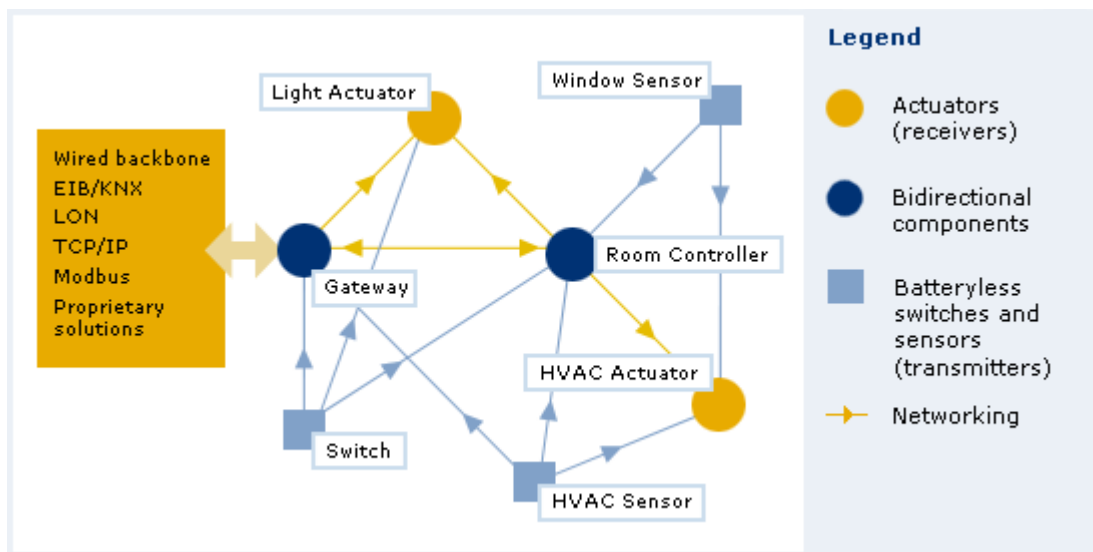 Light Actuator
Window Sensor
Wired backbone
EIB/KNX
LON
TCP/IP
Modbus
Proprietary
solutions
Gateway
Room Controller
HVAC Actuator
Switch
HVAC Sensor
Legend
Actuators
(receivers)
Bidirectional
components
Batteryless
switches and
sensors
(transmitters)
Networking